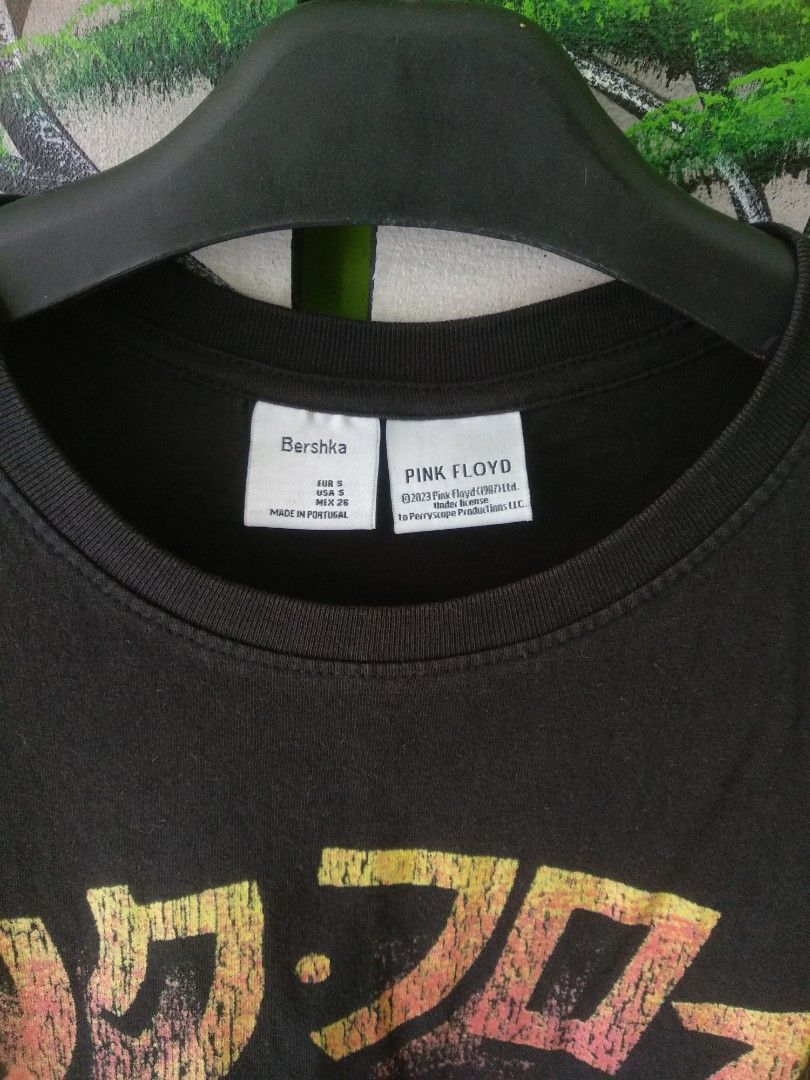 Bershka
EUR S
USA S
MEX 26
MADE IN PORTUGAL
PINK FLOYD
©2023 Pink Floyd (1987) Ltd.
Under license
to Perryscope Productions LLC.
ク・フロ